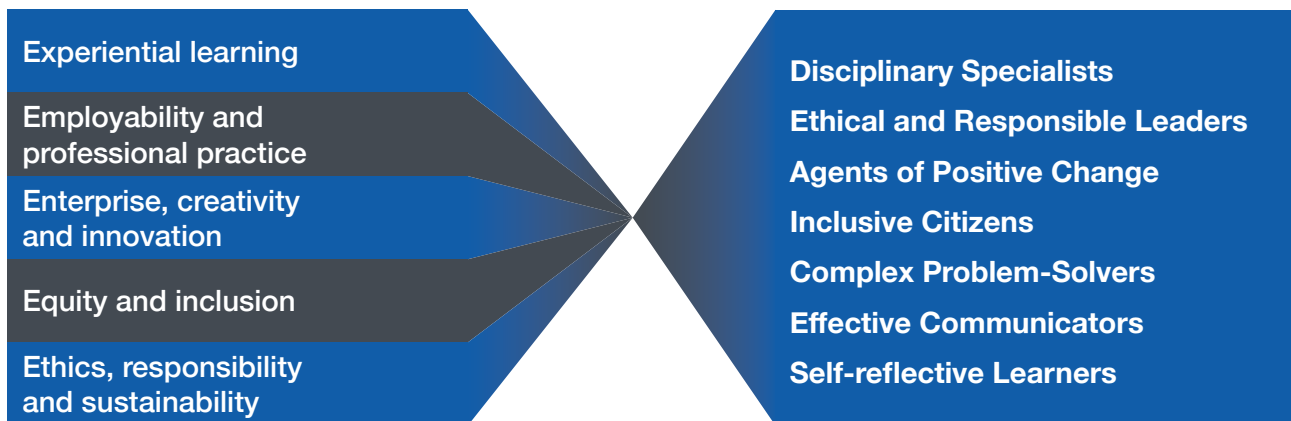 Experiential learning
Employability and
professional practice
Enterprise, creativity
and innovation
Equity and inclusion
Ethics, responsibility
and sustainability
Disciplinary Specialists
Ethical and Responsible Leaders
Agents of Positive Change
Inclusive Citizens
Complex Problem-Solvers
Effective Communicators
Self-reflective Learners